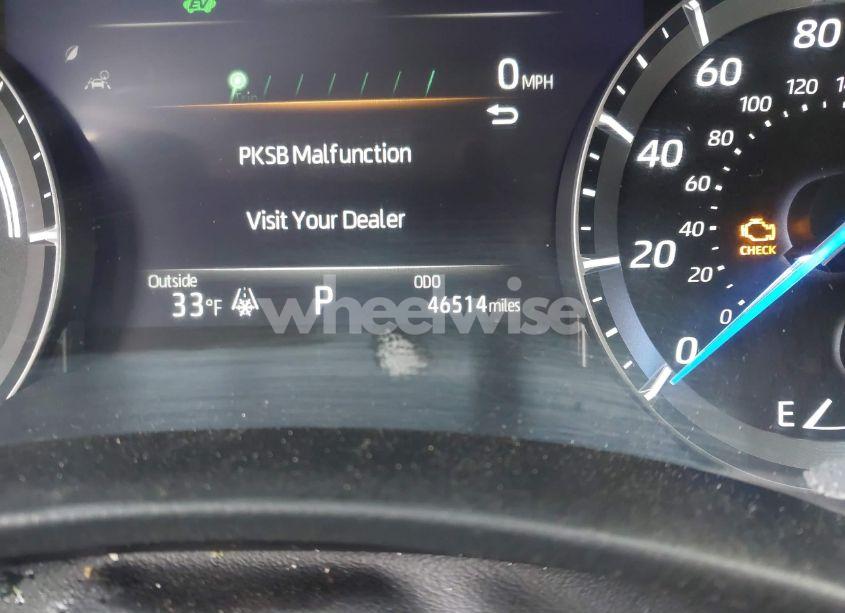 EV
0 MPH
PKSB Malfunction
Visit Your Dealer
Outside
33°F
P
ODO
46514 miles
wheelwise
80
60
40
20
0
120
100
80
60
40
20
0
CHECK
E